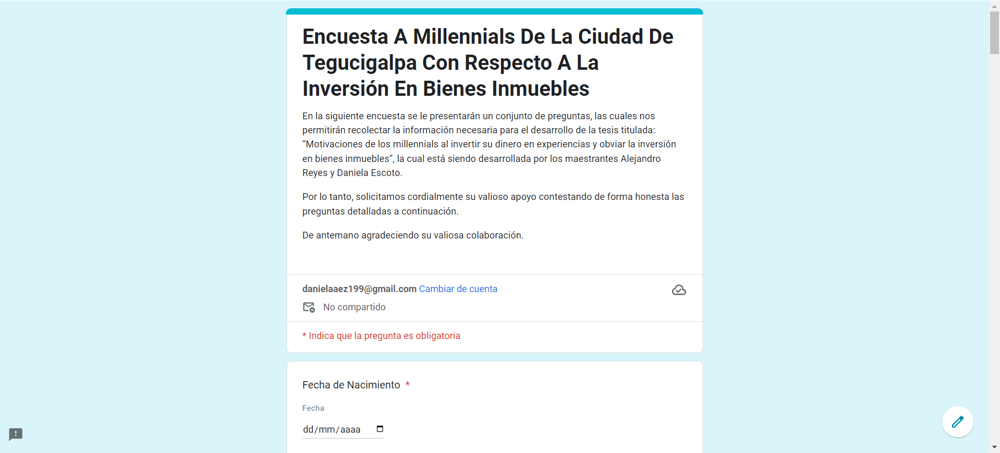 Encuesta A Millennials De La Ciudad De
Tegucigalpa Con Respecto A La
Inversión En Bienes Inmuebles
En la siguiente encuesta se le presentarán un conjunto de preguntas, las cuales nos
permitirán recolectar la información necesaria para el desarrollo de la tesis titulada:
“Motivaciones de los millennials al invertir su dinero en experiencias y obviar la inversión
en bienes inmuebles”, la cual está siendo desarrollada por los maestrantes Alejandro
Reyes y Daniela Escoto.
Por lo tanto, solicitamos cordialmente su valioso apoyo contestando de forma honesta las
preguntas detalladas a continuación.
De antemano agradeciendo su valiosa colaboración.
danielaaez199@gmail.com Cambiar de cuenta
No compartido
* Indica que la pregunta es obligatoria
Fecha de Nacimiento *
Fecha
dd/mm/aaaa